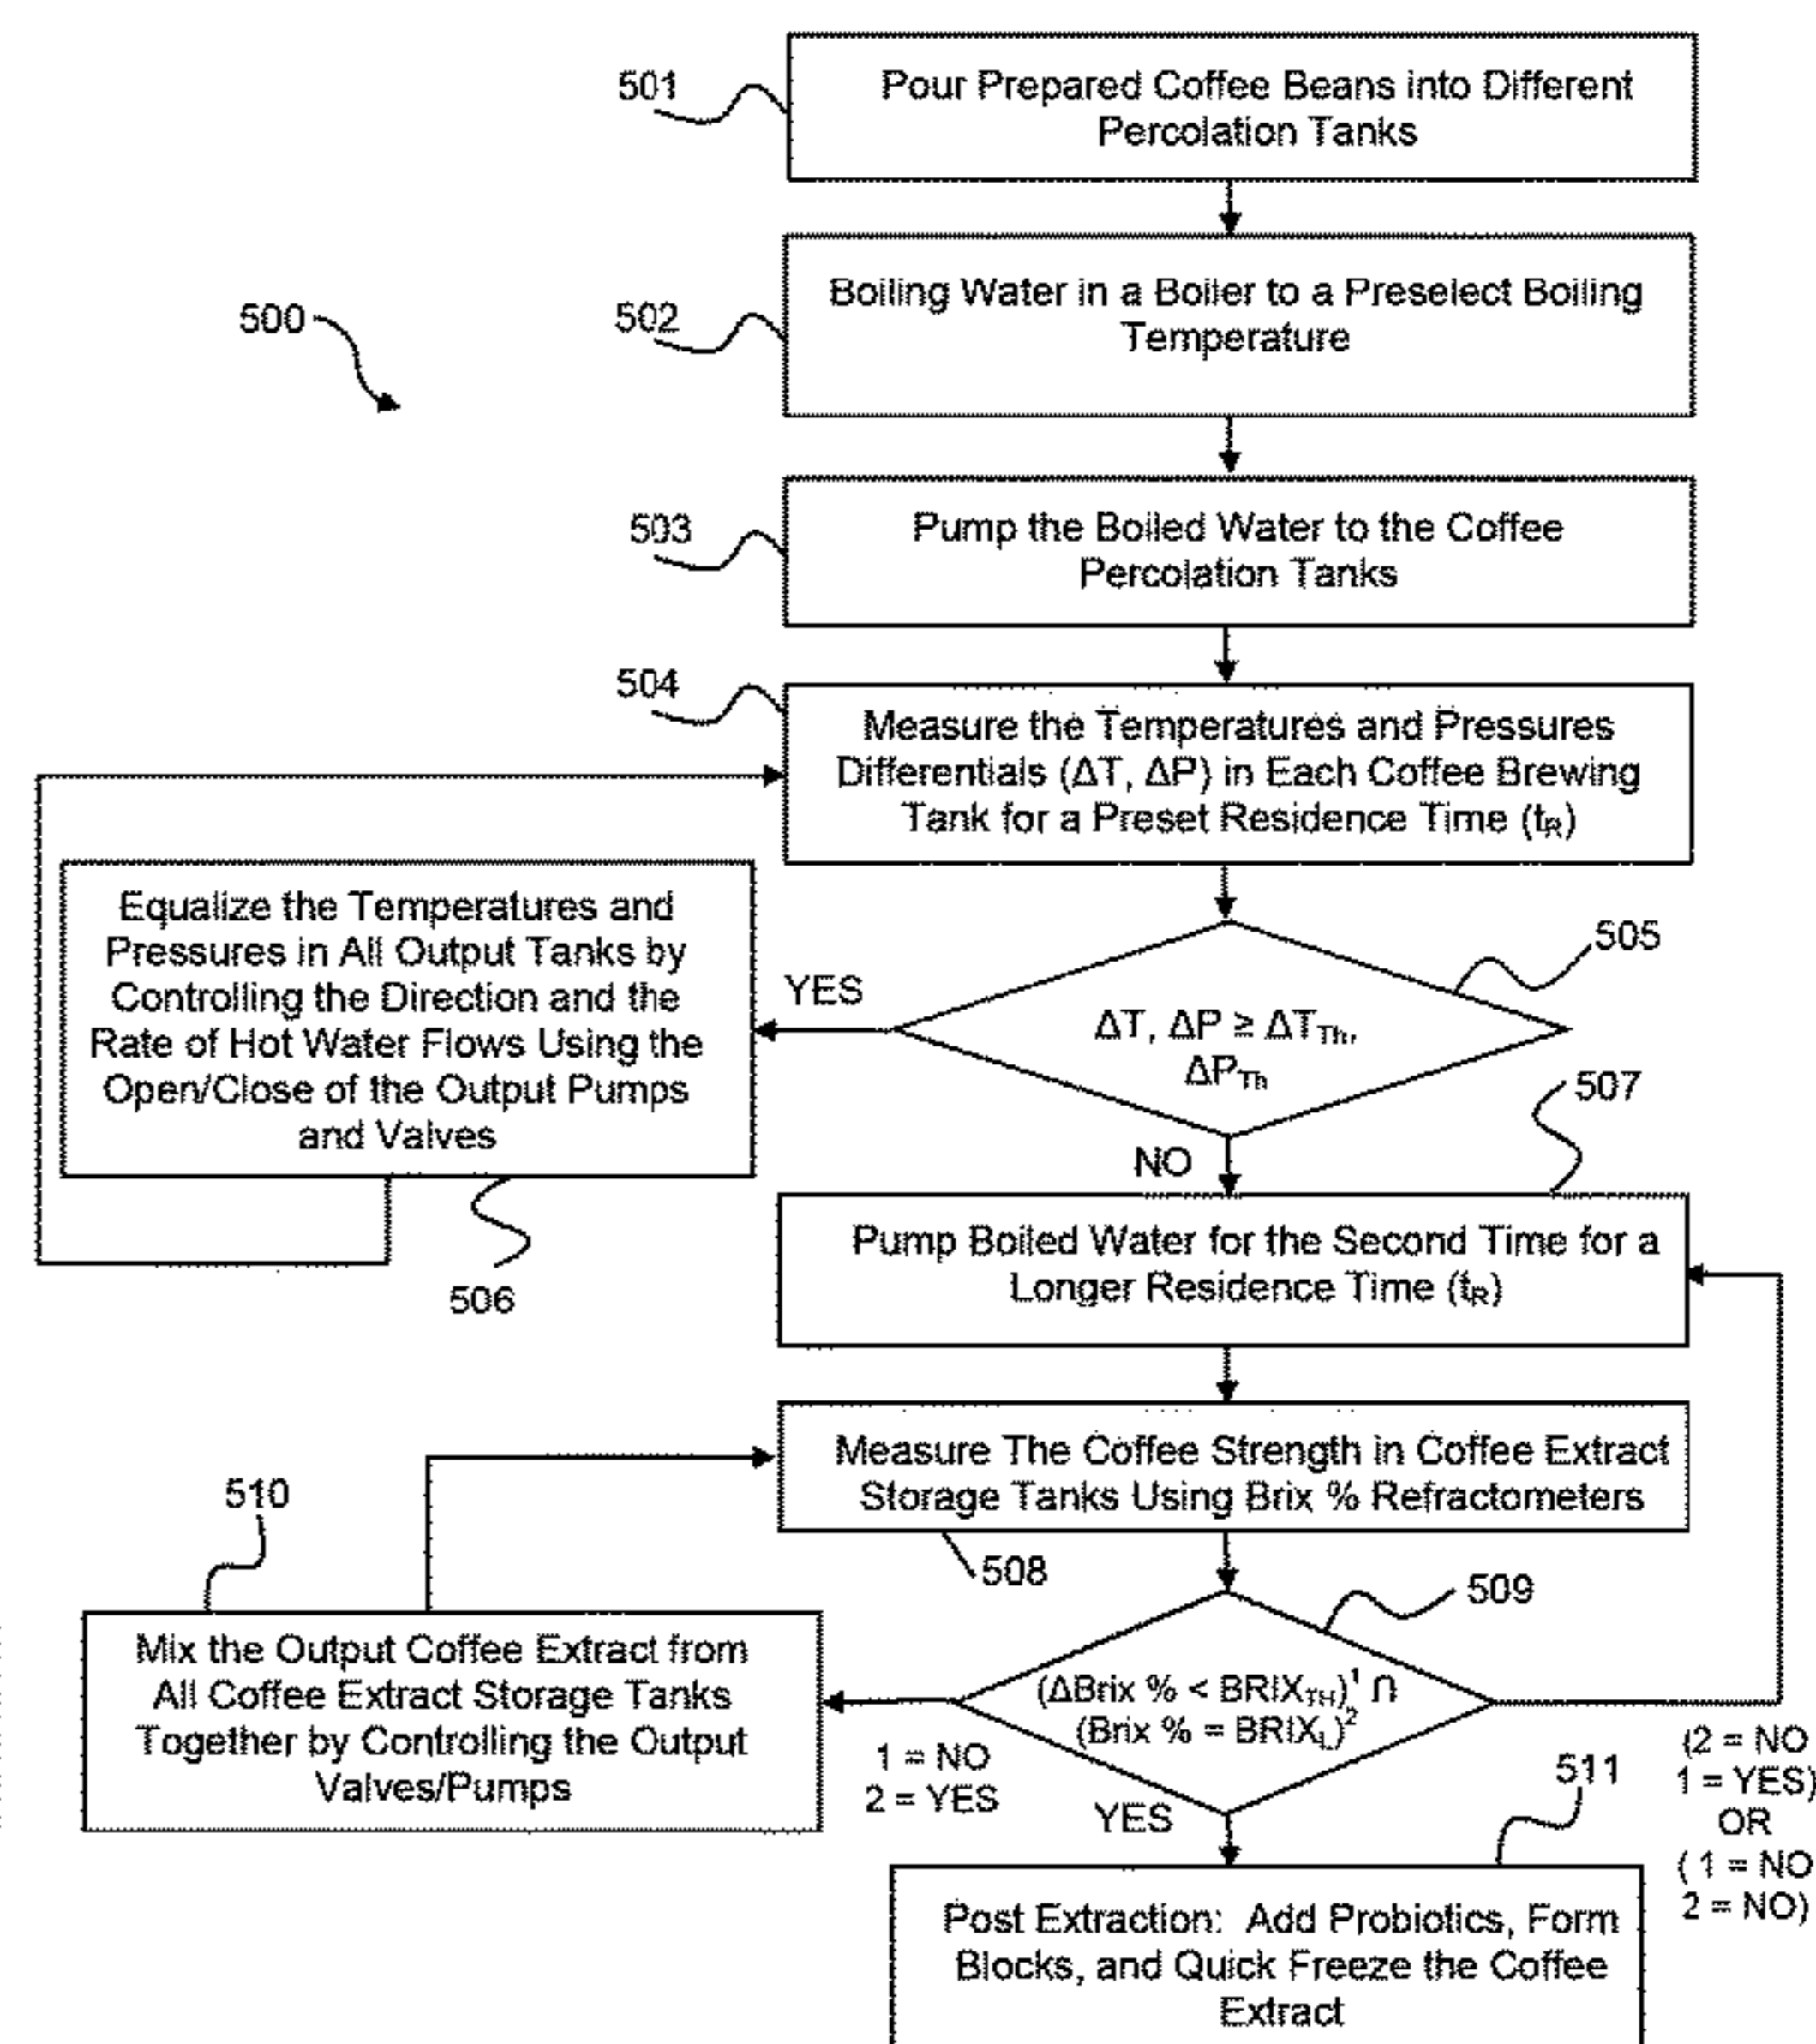 501
Pour Prepared Coffee Beans into Different
Percolation Tanks
500
502
Boiling Water in a Boiler to a Preselect Boiling
Temperature
503
Pump the Boiled Water to the Coffee
Percolation Tanks
504
Measure the Temperatures and Pressures
Differentials (ΔT, ΔP) in Each Coffee Brewing
Tank for a Preset Residence Time (tR)
Equalize the Temperatures and
Pressures in All Output Tanks by
Controlling the Direction and the
Rate of Hot Water Flows Using the
Open/Close of the Output Pumps
and Valves
506
YES
505
ΔT, ΔP ≥ ΔTTh,
ΔPTh
NO
507
Pump Boiled Water for the Second Time for a
Longer Residence Time (tR)
Measure The Coffee Strength in Coffee Extract
Storage Tanks Using Brix % Refractometers
508
510
Mix the Output Coffee Extract from
All Coffee Extract Storage Tanks
Together by Controlling the Output
Valves/Pumps
509
(ΔBrix % < BRIXTH)¹ ∩
(Brix % = BRIXL)²
1 = NO
2 = YES
YES
(2 = NO
1 = YES)
OR
( 1 = NO
2 = NO)
511
Post Extraction: Add Probiotics, Form
Blocks, and Quick Freeze the Coffee
Extract